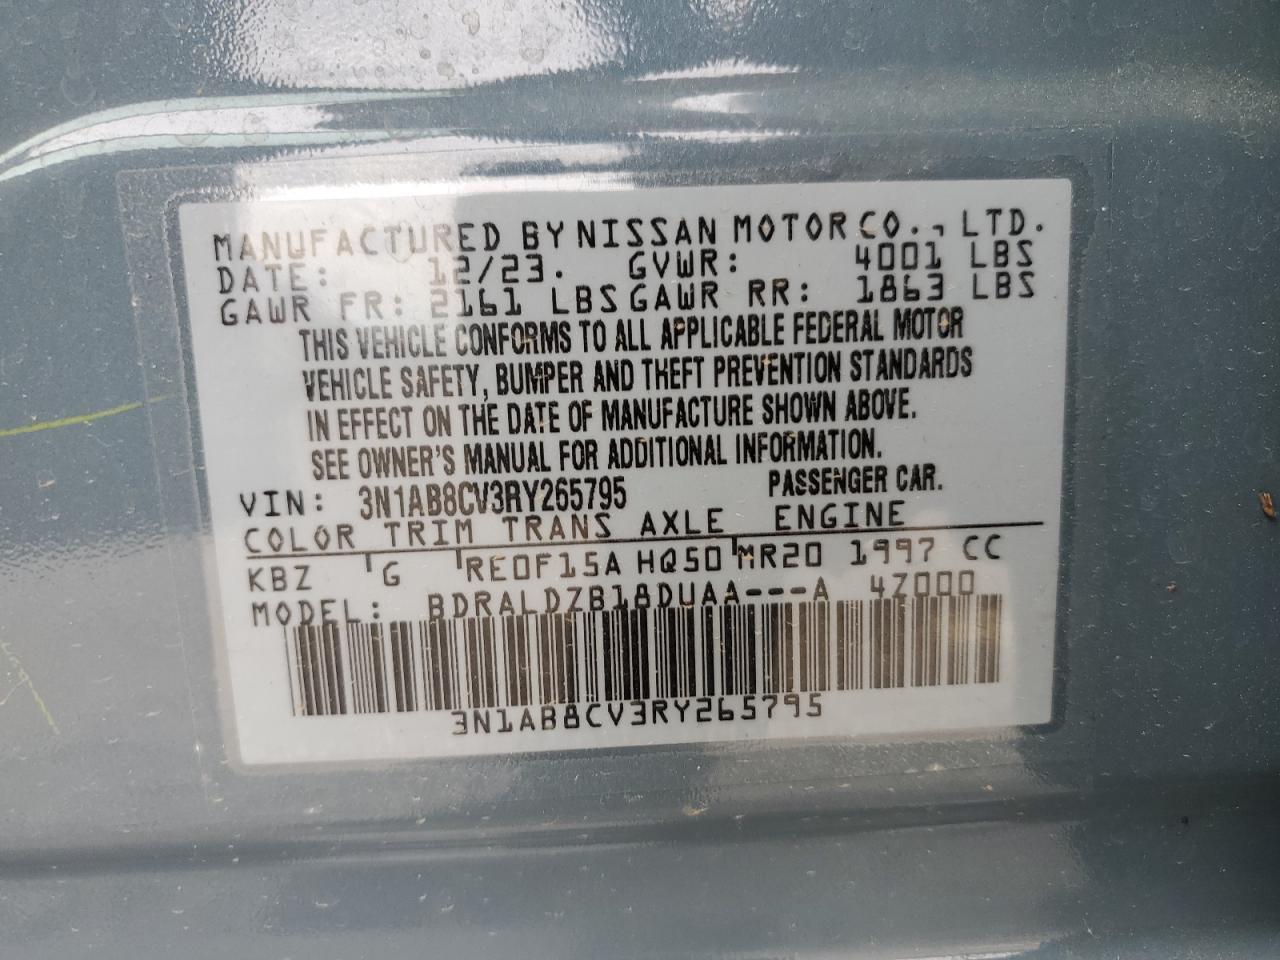 MANUFACTURED BY NISSAN MOTOR CO., LTD.
DATE: 12/23. GVWR: 4001 LBS
GAWR FR: 2161 LBS GAWR RR: 1863 LBS
THIS VEHICLE CONFORMS TO ALL APPLICABLE FEDERAL MOTOR
VEHICLE SAFETY, BUMPER AND THEFT PREVENTION STANDARDS
IN EFFECT ON THE DATE OF MANUFACTURE SHOWN ABOVE.
SEE OWNER'S MANUAL FOR ADDITIONAL INFORMATION.
VIN: 3N1AB8CV3RY265795 PASSENGER CAR.
COLOR TRIM TRANS AXLE ENGINE
KBZ G RE0F15A HQ50 MR20 1997 CC
MODEL: BDRALDZB18DUAA---A 4Z000
3N1AB8CV3RY265795